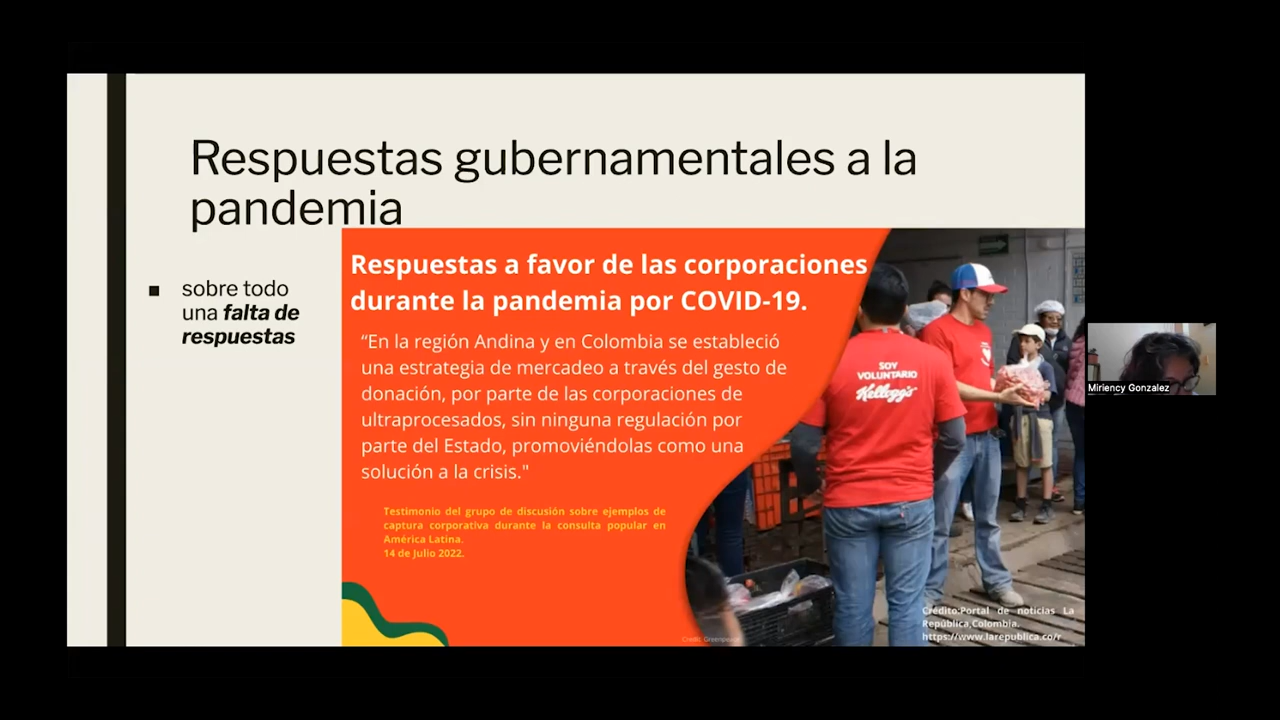 Respuestas gubernamentales a la
pandemia
■ sobre todo
una falta de
respuestas
Respuestas a favor de las corporaciones
durante la pandemia por COVID-19.
“En la región Andina y en Colombia se estableció
una estrategia de mercadeo a través del gesto de
donación, por parte de las corporaciones de
ultraprocesados, sin ninguna regulación por
parte del Estado, promoviéndolas como una
solución a la crisis."
Testimonio del grupo de discusión sobre ejemplos de
captura corporativa durante la consulta popular en
América Latina.
14 de Julio 2022.
SOY
VOLUNTARIO
Kellogg's
Crédito:Portal de noticias La
República,Colombia.
https://www.larepublica.co/r
Credit: Greenpeace
Miriency Gonzalez